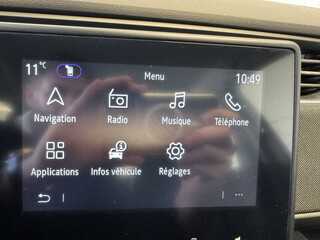 11°C Menu 10:49
Navigation Radio Musique Téléphone
Applications Infos véhicule Réglages